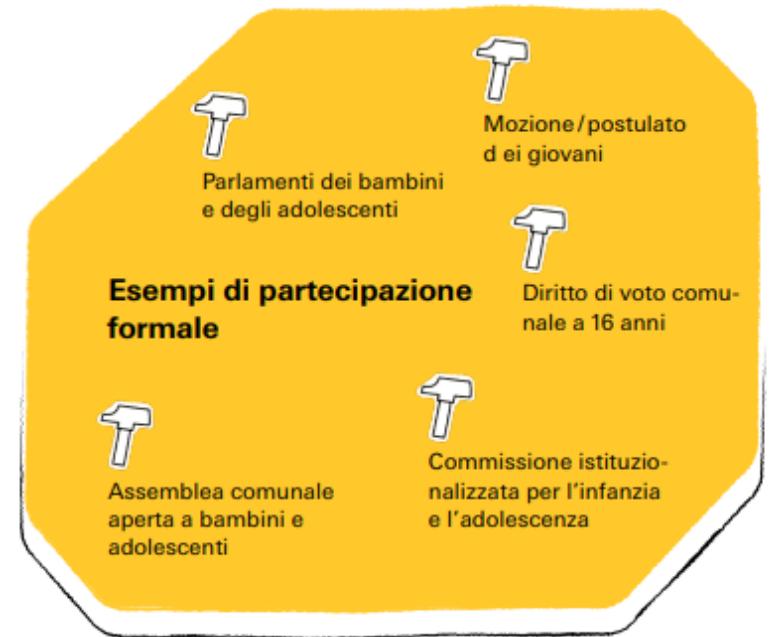 Mozione/postulato
d ei giovani
Parlamenti dei bambini
e degli adolescenti
Esempi di partecipazione
formale
Diritto di voto comu-
nale a 16 anni
Assemblea comunale
aperta a bambini e
adolescenti
Commissione istituzio-
nalizzata per l’infanzia
e l’adolescenza